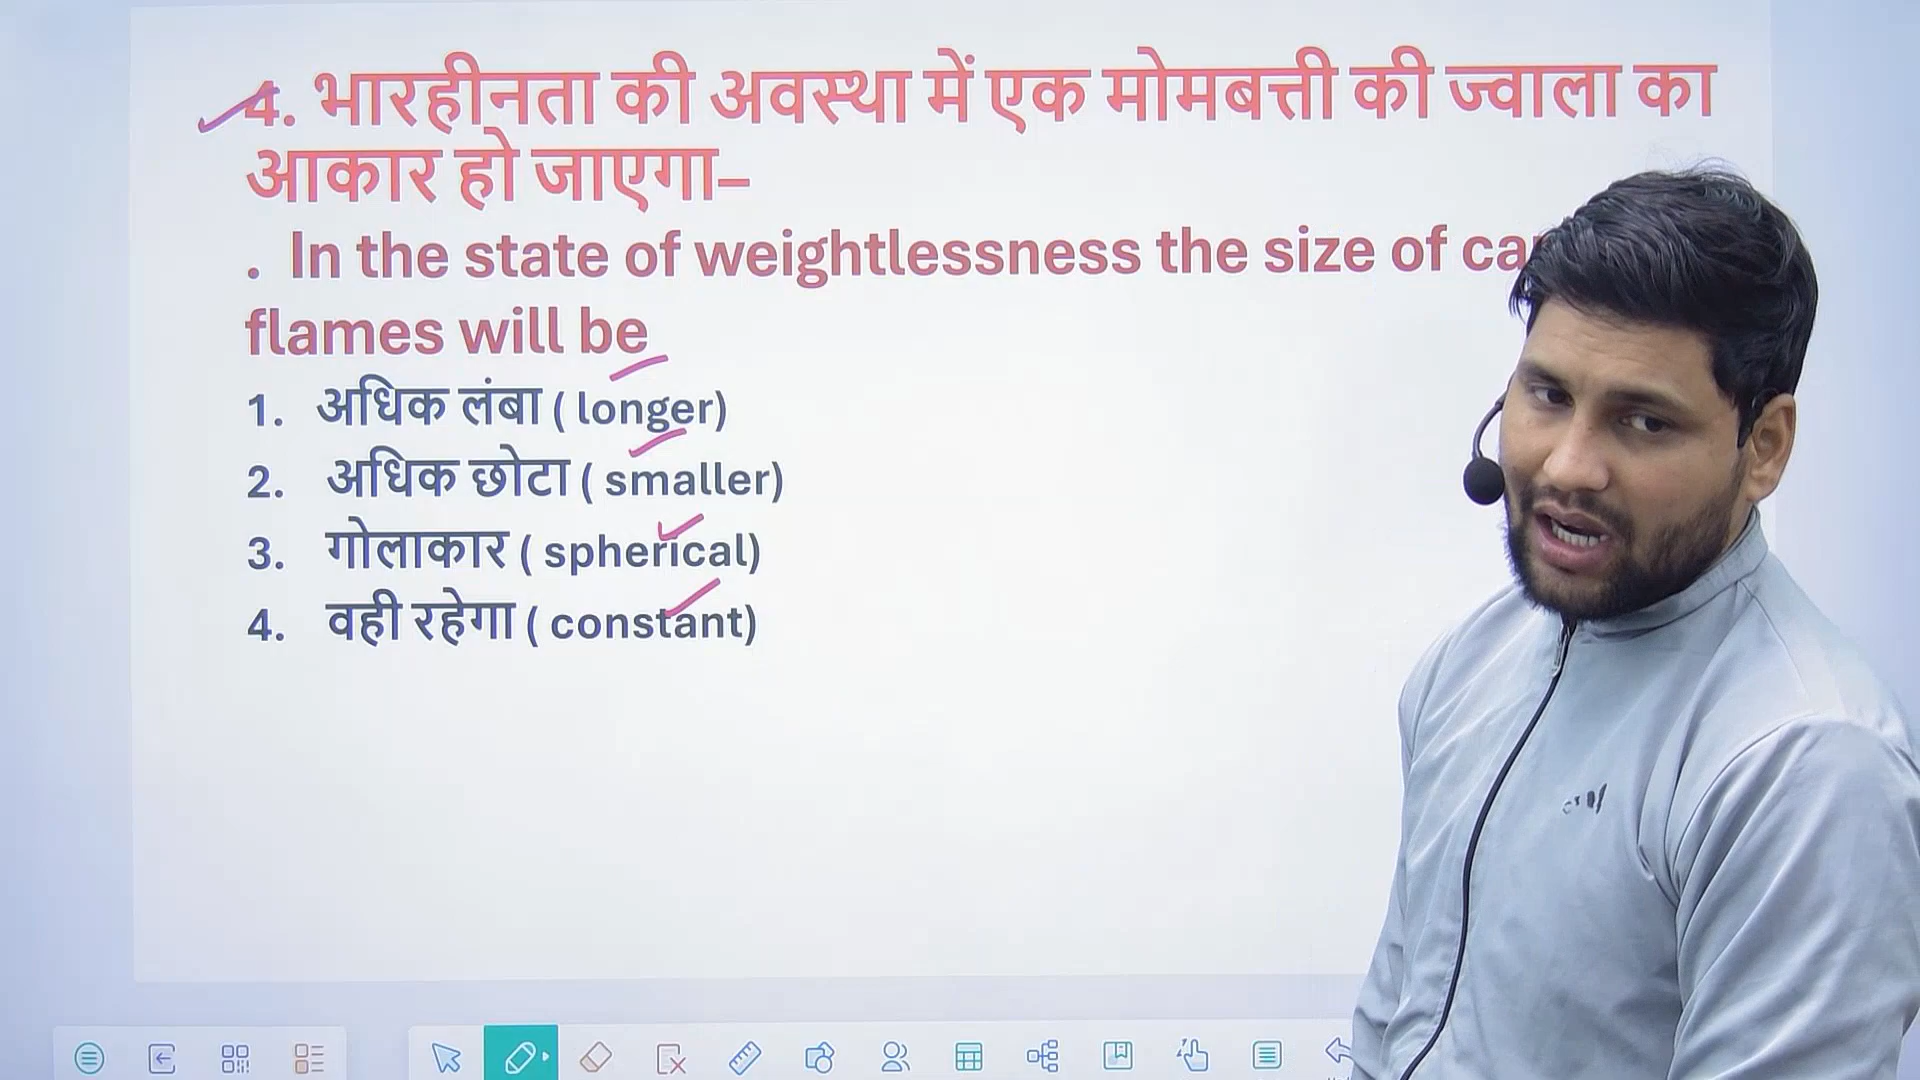 4. भारहीनता की अवस्था में एक मोमबत्ती की ज्वाला का
आकार हो जाएगा–
. In the state of weightlessness the size of
flames will be
1. अधिक लंबा ( longer)
2. अधिक छोटा ( smaller)
3. गोलाकार ( spherical)
4. वही रहेगा ( constant)